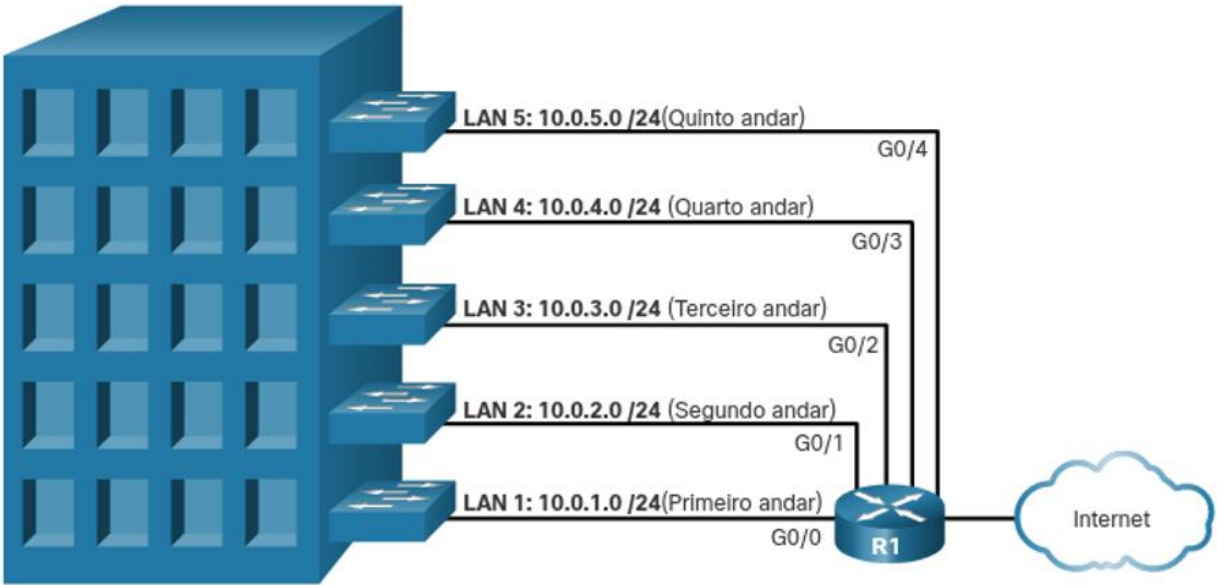 LAN 5: 10.0.5.0 /24(Quinto andar)
G0/4
LAN 4: 10.0.4.0 /24 (Quarto andar)
G0/3
LAN 3: 10.0.3.0 /24 (Terceiro andar)
G0/2
LAN 2: 10.0.2.0 /24 (Segundo andar)
G0/1
LAN 1: 10.0.1.0 /24(Primeiro andar)
G0/0
R1
Internet